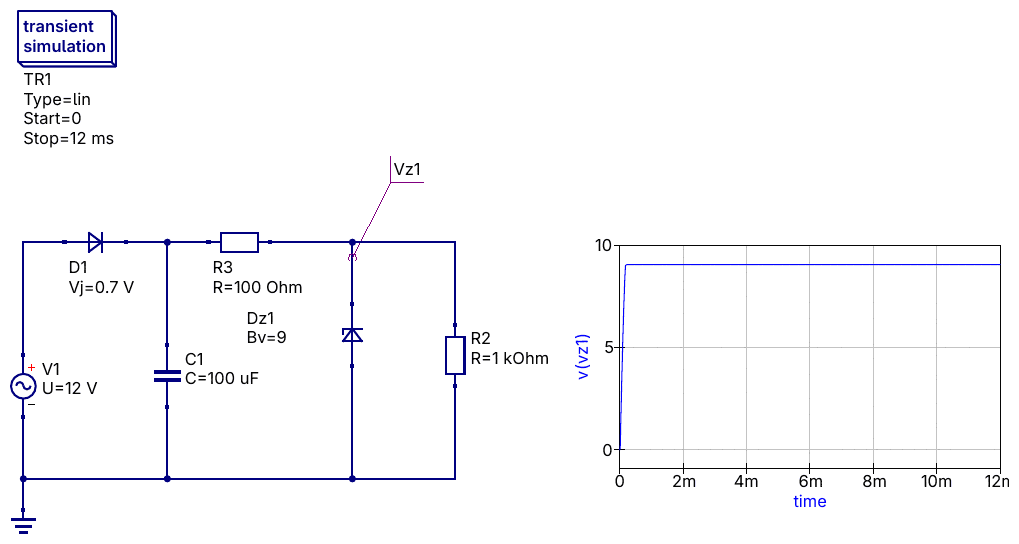 transient
simulation
TR1
Type=lin
Start=0
Stop=12 ms
Vz1
D1
Vj=0.7 V
R3
R=100 Ohm
Dz1
Bv=9
R2
R=1 kOhm
C1
C=100 uF
+
V1
U=12 V
−
10
5
0
v(vz1)
0 2m 4m 6m 8m 10m 12m
time